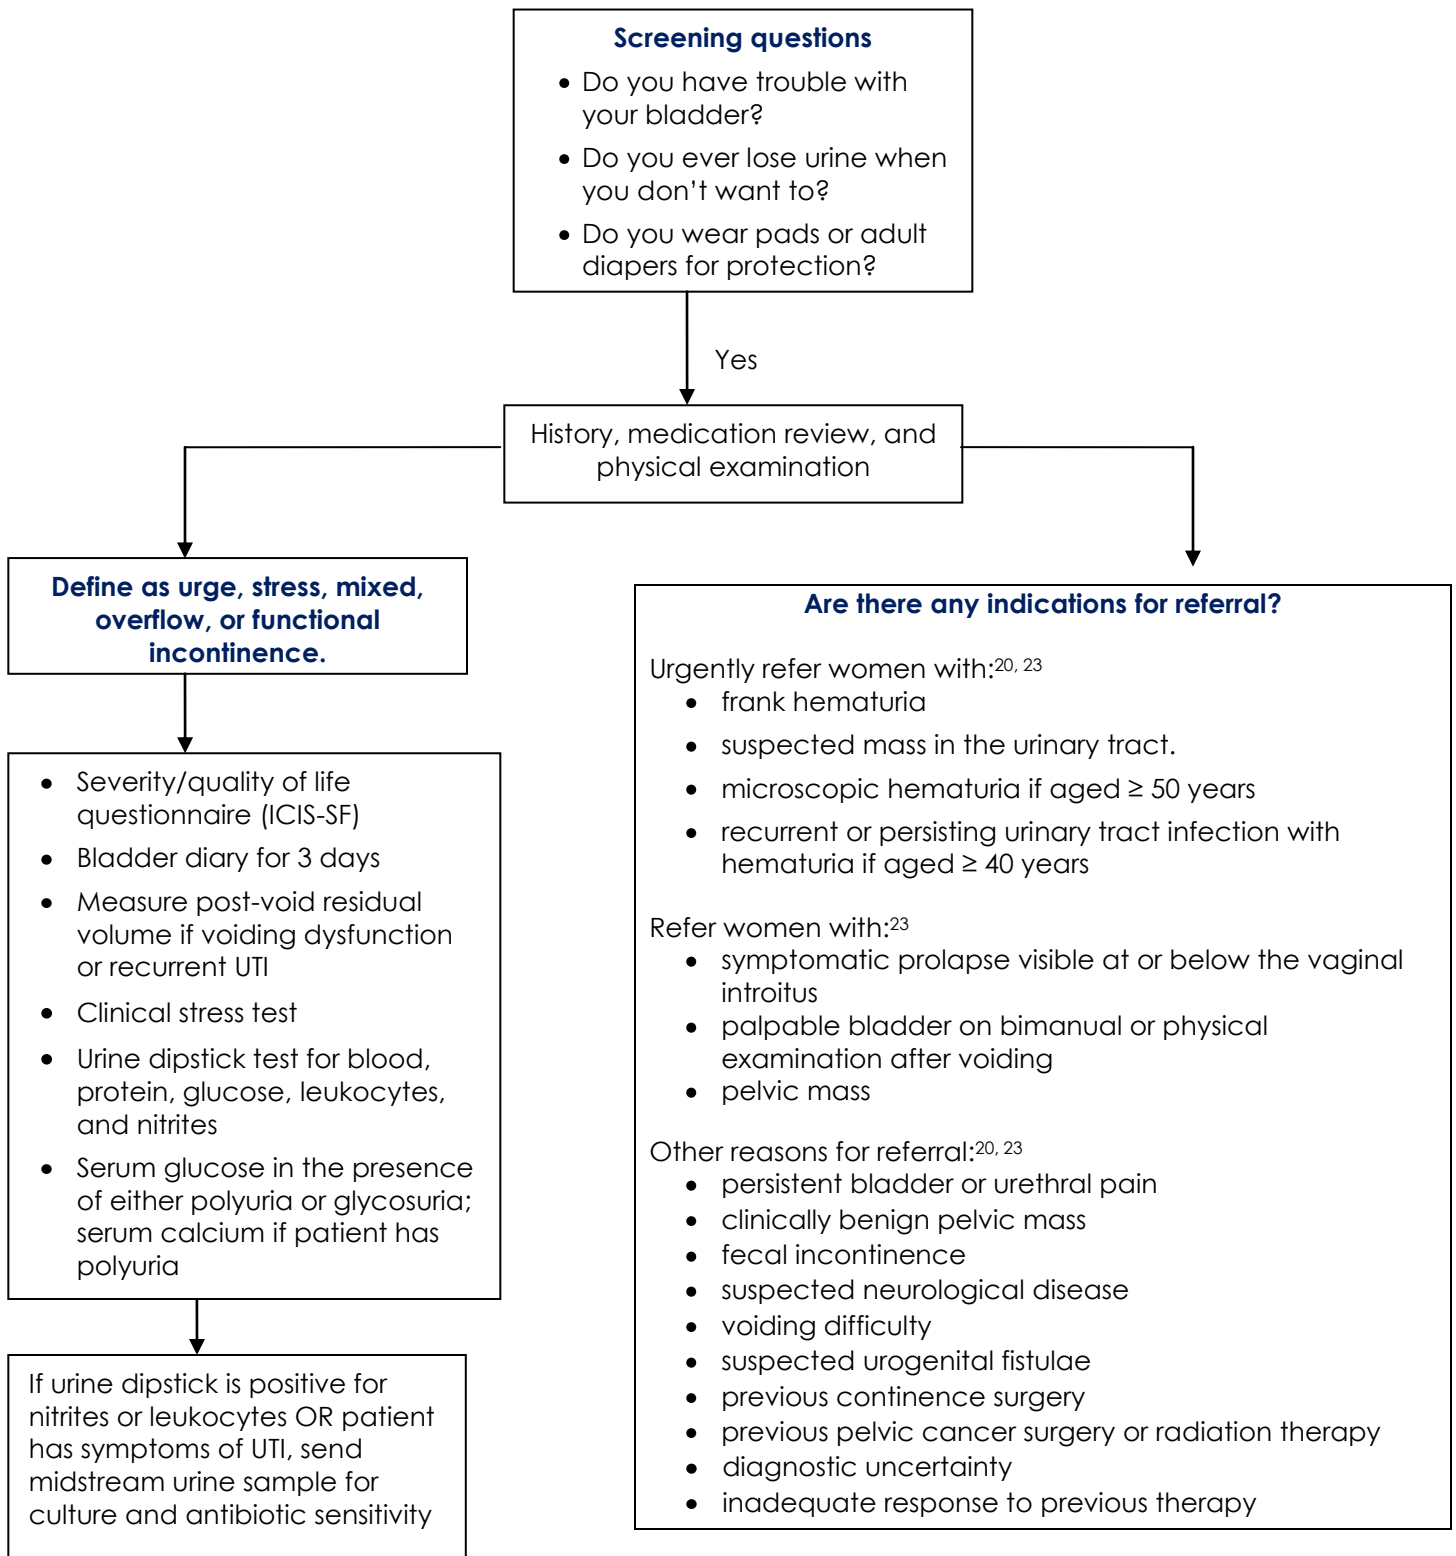 Screening questions
• Do you have trouble with
your bladder?
• Do you ever lose urine when
you don't want to?
• Do you wear pads or adult
diapers for protection?
Yes
History, medication review, and
physical examination
Define as urge, stress, mixed,
overflow, or functional
incontinence.
• Severity/quality of life
questionnaire (ICIS-SF)
• Bladder diary for 3 days
• Measure post-void residual
volume if voiding dysfunction
or recurrent UTI
• Clinical stress test
• Urine dipstick test for blood,
protein, glucose, leukocytes,
and nitrites
• Serum glucose in the presence
of either polyuria or glycosuria;
serum calcium if patient has
polyuria
If urine dipstick is positive for
nitrites or leukocytes OR patient
has symptoms of UTI, send
midstream urine sample for
culture and antibiotic sensitivity
Are there any indications for referral?
Urgently refer women with:20, 23
• frank hematuria
• suspected mass in the urinary tract.
• microscopic hematuria if aged ≥ 50 years
• recurrent or persisting urinary tract infection with
hematuria if aged ≥ 40 years
Refer women with:23
• symptomatic prolapse visible at or below the vaginal
introitus
• palpable bladder on bimanual or physical
examination after voiding
• pelvic mass
Other reasons for referral:20, 23
• persistent bladder or urethral pain
• clinically benign pelvic mass
• fecal incontinence
• suspected neurological disease
• voiding difficulty
• suspected urogenital fistulae
• previous continence surgery
• previous pelvic cancer surgery or radiation therapy
• diagnostic uncertainty
• inadequate response to previous therapy